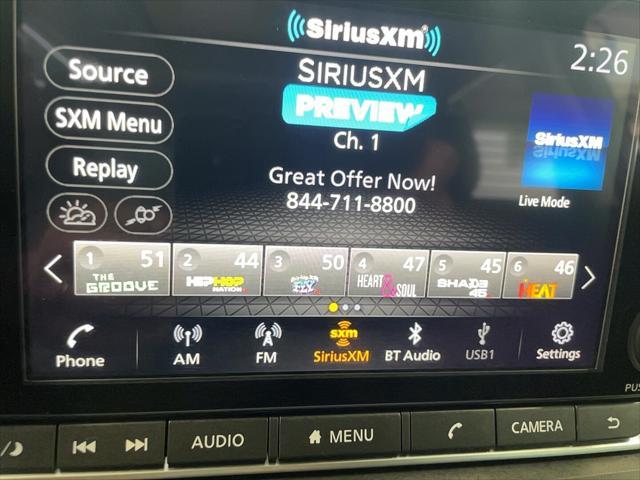 SiriusXM
2:26
Source
SXM Menu
Replay
SIRIUSXM
PREVIEW
Ch. 1
Great Offer Now!
844-711-8800
SiriusXM
Live Mode
1 51
THE GROOVE
2 44
HIPHOP NATION
3 50
4 47
HEART & SOUL
5 45
SHADE 45
6 46
HEAT
Phone
AM
FM
sxm
SiriusXM
BT Audio
USB1
Settings
AUDIO
MENU
CAMERA
PUS